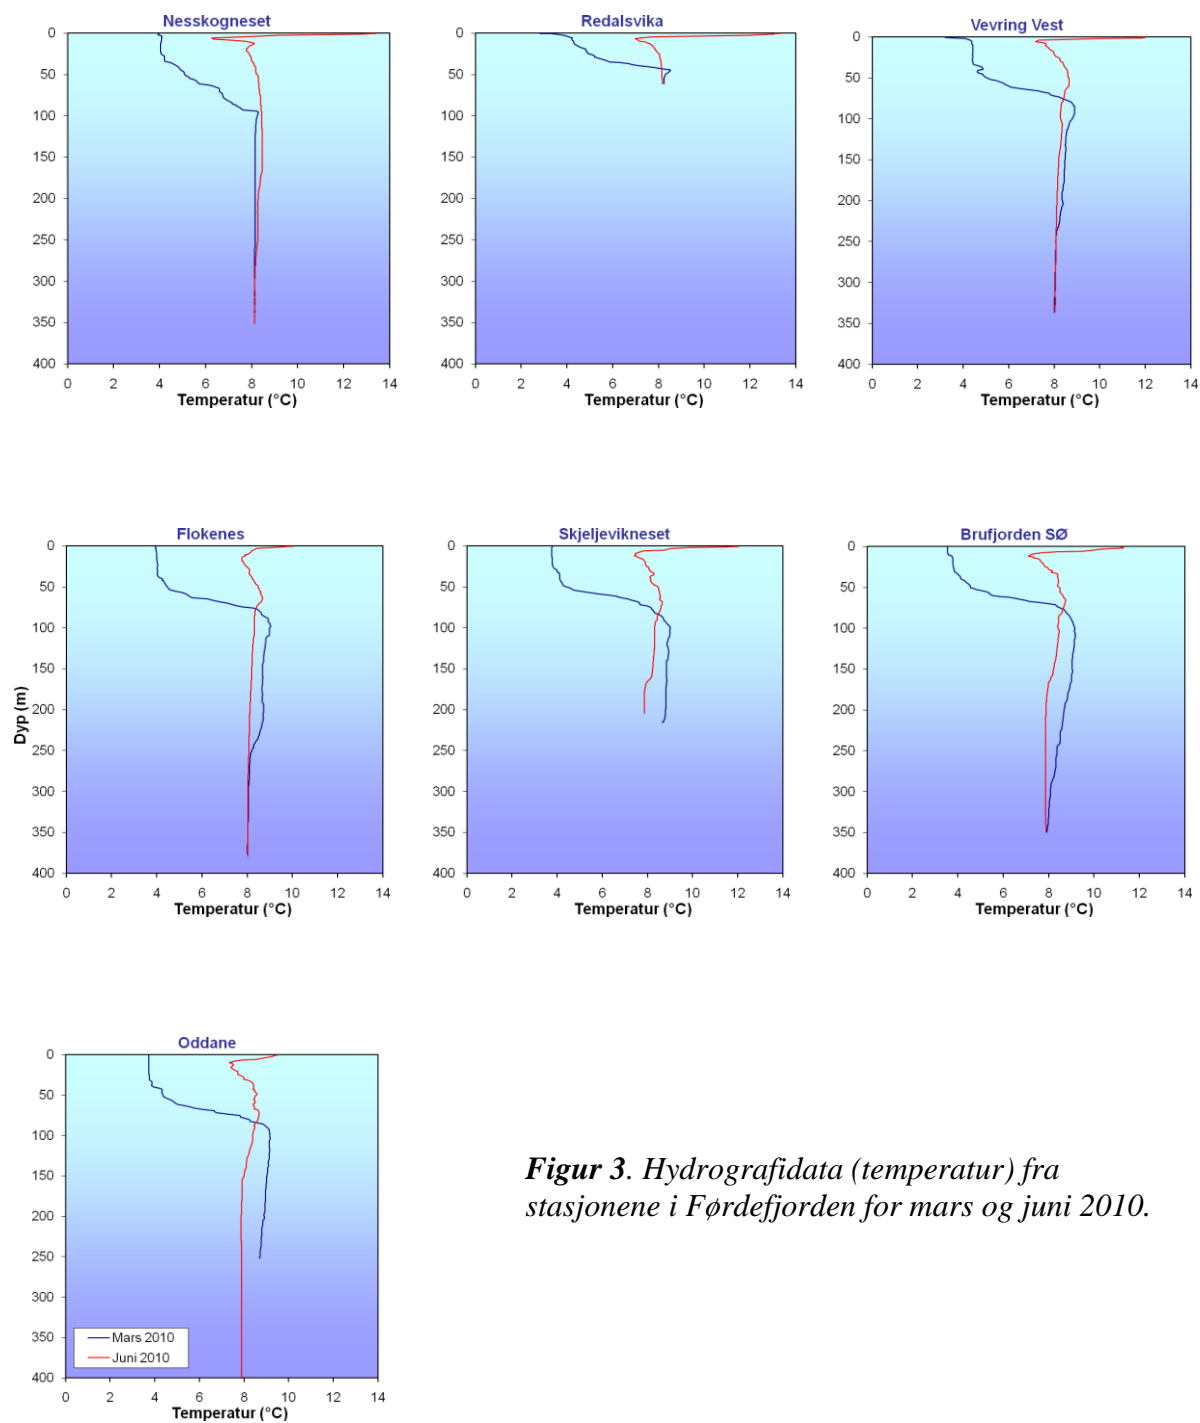 Nesskogneset
0
50
100
150
200
250
300
350
400
0 2 4 6 8 10 12 14
Temperatur (°C)
Redalsvika
0
50
100
150
200
250
300
350
400
0 2 4 6 8 10 12 14
Temperatur (°C)
Vevring Vest
0
50
100
150
200
250
300
350
400
0 2 4 6 8 10 12 14
Temperatur (°C)
Flokenes
Dyp (m)
0
50
100
150
200
250
300
350
400
0 2 4 6 8 10 12 14
Temperatur (°C)
Skjeljevikneset
0
50
100
150
200
250
300
350
400
0 2 4 6 8 10 12 14
Temperatur (°C)
Brufjorden SØ
0
50
100
150
200
250
300
350
400
0 2 4 6 8 10 12 14
Temperatur (°C)
Oddane
0
50
100
150
200
250
300
350
400
Mars 2010
Juni 2010
0 2 4 6 8 10 12 14
Temperatur (°C)
Figur 3. Hydrografidata (temperatur) fra
stasjonene i Førdefjorden for mars og juni 2010.